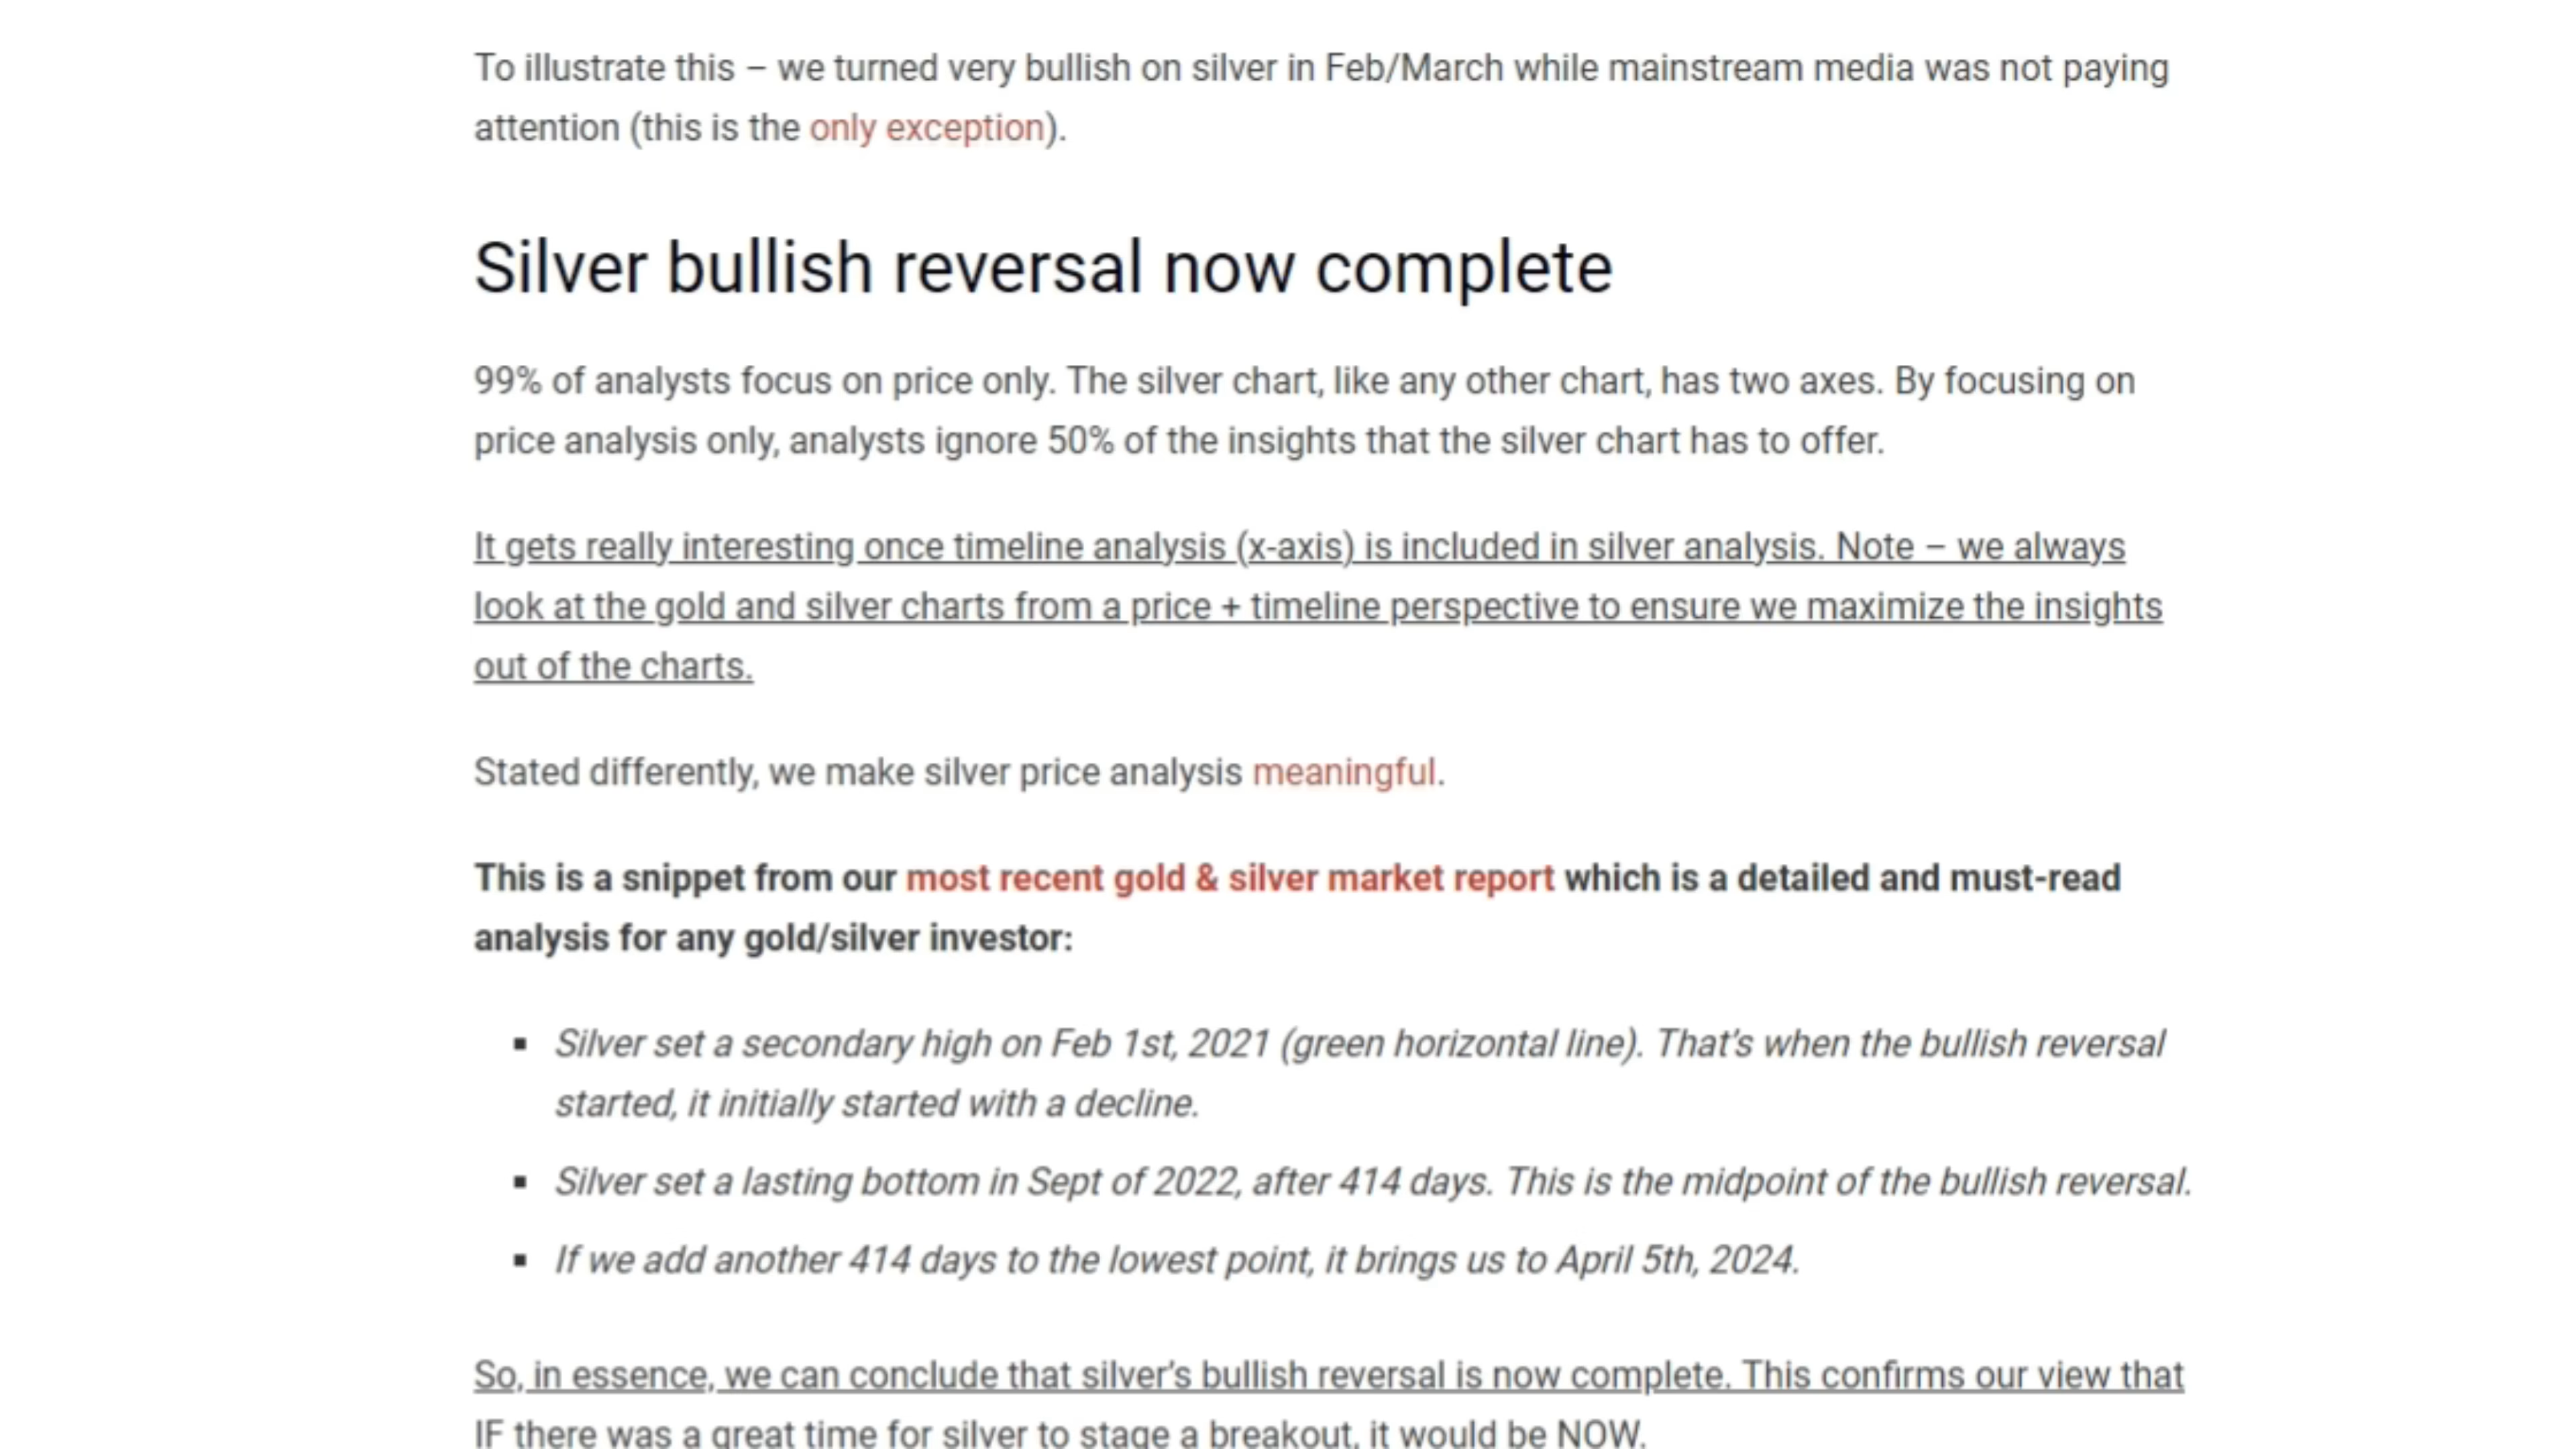 To illustrate this – we turned very bullish on silver in Feb/March while mainstream media was not paying
attention (this is the only exception).
Silver bullish reversal now complete
99% of analysts focus on price only. The silver chart, like any other chart, has two axes. By focusing on
price analysis only, analysts ignore 50% of the insights that the silver chart has to offer.
It gets really interesting once timeline analysis (x-axis) is included in silver analysis. Note – we always
look at the gold and silver charts from a price + timeline perspective to ensure we maximize the insights
out of the charts.
Stated differently, we make silver price analysis meaningful.
This is a snippet from our most recent gold & silver market report which is a detailed and must-read
analysis for any gold/silver investor:
▪ Silver set a secondary high on Feb 1st, 2021 (green horizontal line). That’s when the bullish reversal
started, it initially started with a decline.
▪ Silver set a lasting bottom in Sept of 2022, after 414 days. This is the midpoint of the bullish reversal.
▪ If we add another 414 days to the lowest point, it brings us to April 5th, 2024.
So, in essence, we can conclude that silver’s bullish reversal is now complete. This confirms our view that
IF there was a great time for silver to stage a breakout, it would be NOW.